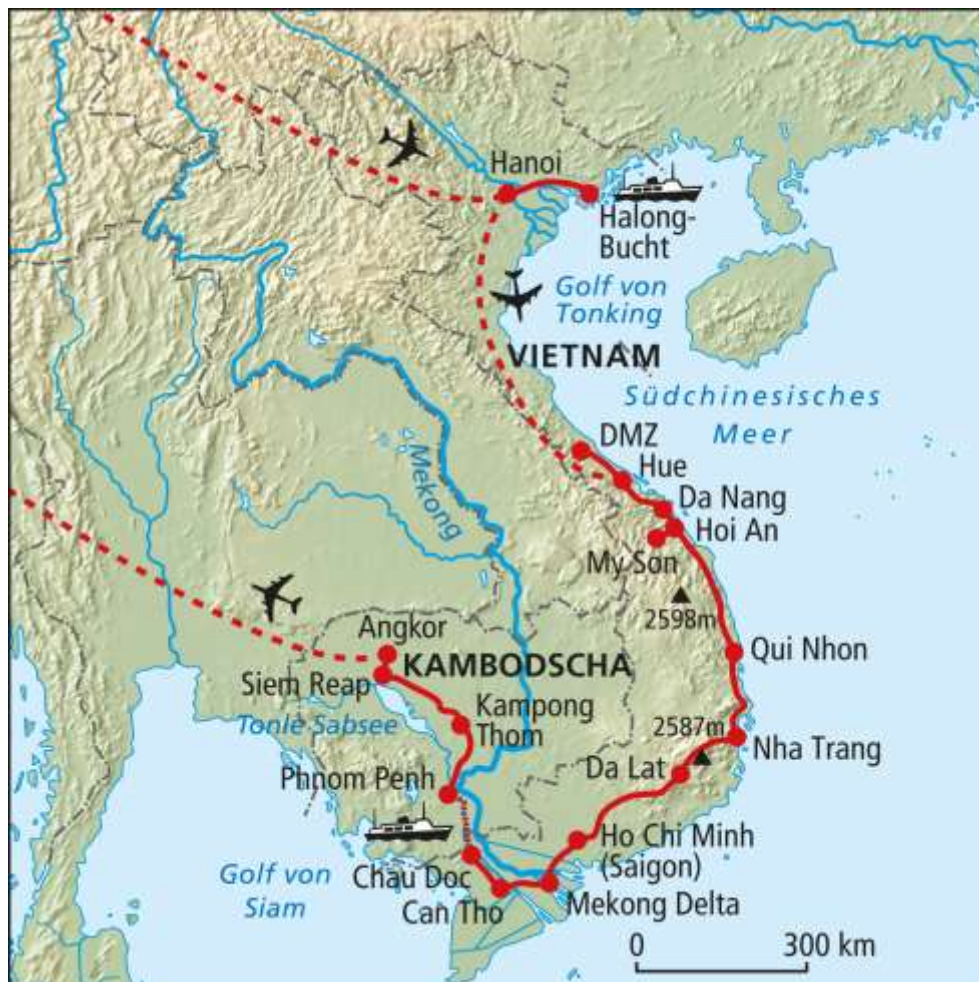 Hanoi
Halong-
Bucht
Golf von
Tonking
VIETNAM
Südchinesisches
Meer
DMZ
Hue
Mekong
Da Nang
Hoi An
My Son
2598m
Angkor
KAMBODSCHA
Qui Nhon
Siem Reap
Tonle Sabsee
Kampong
Thom
2587m
Nha Trang
Da Lat
Phnom Penh
Ho Chi Minh
(Saigon)
Golf von
Siam
Chau Doc
Can Tho
Mekong Delta
0 300 km